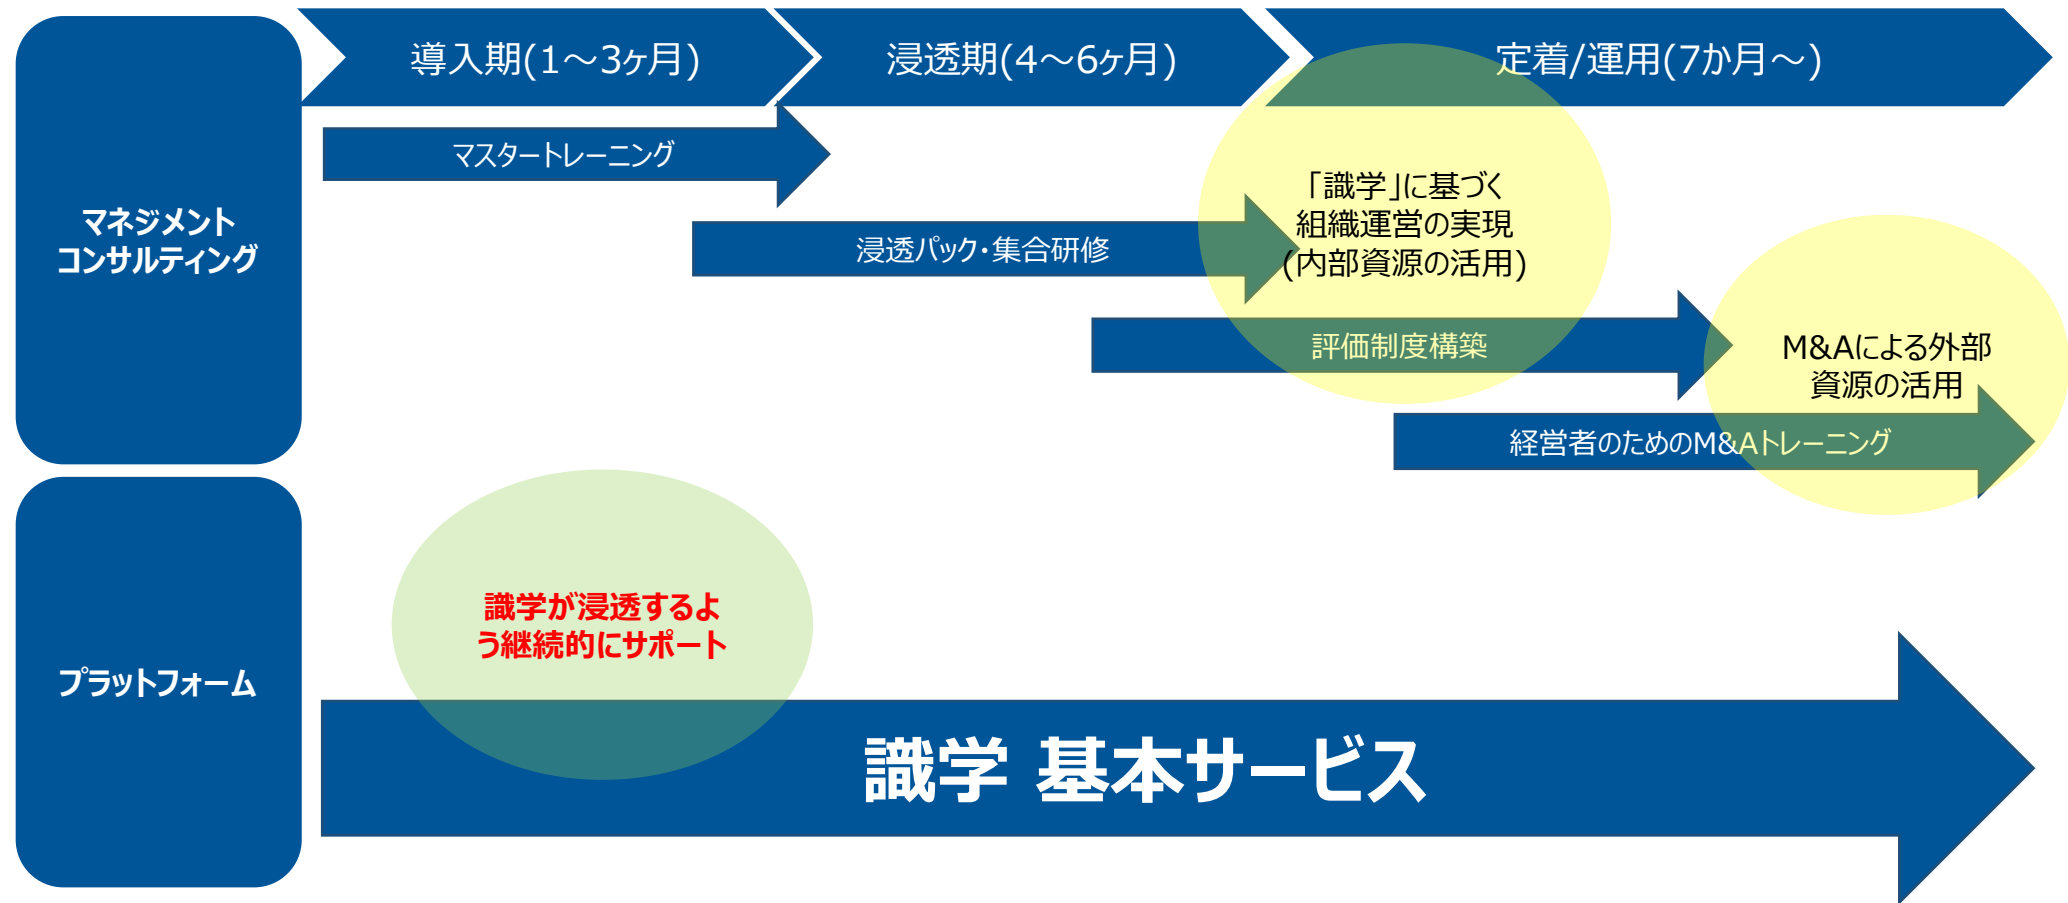 導入期(1～3ヶ月)
浸透期(4～6ヶ月)
定着/運用(7か月～)
マネジメント
コンサルティング
マスタートレーニング
浸透パック・集合研修
「識学」に基づく
組織運営の実現
(内部資源の活用)
評価制度構築
M&Aによる外部
資源の活用
経営者のためのM&Aトレーニング
プラットフォーム
識学が浸透するよ
う継続的にサポート
識学 基本サービス